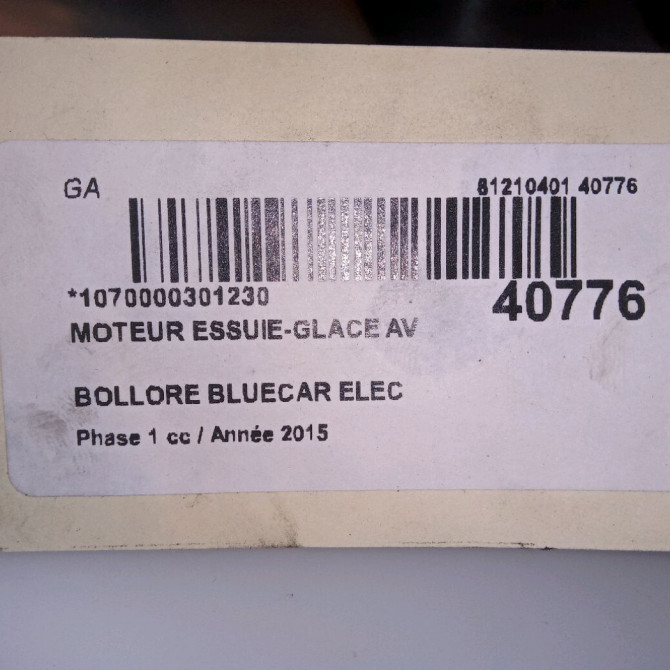 GA 81210401 40776
*1070000301230 40776
MOTEUR ESSUIE-GLACE AV
BOLLORE BLUECAR ELEC
Phase 1 cc / Année 2015